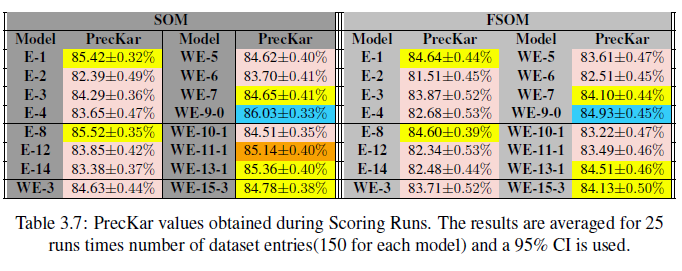 SOM FSOM
Model PrecKar Model PrecKar Model PrecKar Model PrecKar
E-1 85.42±0.32% WE-5 84.62±0.40% E-1 84.64±0.44% WE-5 83.61±0.47%
E-2 82.39±0.49% WE-6 83.70±0.41% E-2 81.51±0.45% WE-6 82.51±0.45%
E-3 84.29±0.36% WE-7 84.65±0.41% E-3 83.87±0.52% WE-7 84.10±0.44%
E-4 83.65±0.47% WE-9-0 86.03±0.33% E-4 82.68±0.53% WE-9-0 84.93±0.45%
E-8 85.52±0.35% WE-10-1 84.51±0.35% E-8 84.60±0.39% WE-10-1 83.22±0.47%
E-12 83.85±0.42% WE-11-1 85.14±0.40% E-12 82.34±0.53% WE-11-1 83.49±0.46%
E-14 83.38±0.37% WE-13-1 85.36±0.40% E-14 82.48±0.44% WE-13-1 84.51±0.46%
WE-3 84.63±0.44% WE-15-3 84.78±0.38% WE-3 83.71±0.52% WE-15-3 84.13±0.50%
Table 3.7: PrecKar values obtained during Scoring Runs. The results are averaged for 25
runs times number of dataset entries(150 for each model) and a 95% CI is used.